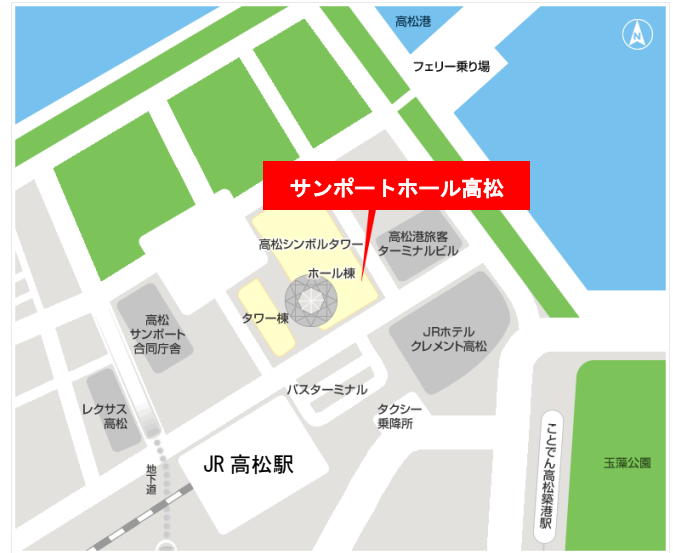 高松港
N
フェリー乗り場
サンポートホール高松
高松シンボルタワー
ホール棟
高松港旅客
ターミナルビル
タワー棟
高松
サンポート
合同庁舎
JRホテル
クレメント高松
バスターミナル
レクサス
高松
タクシー
乗降所
JR 高松駅
地下道
ことでん高松築港駅
玉藻公園